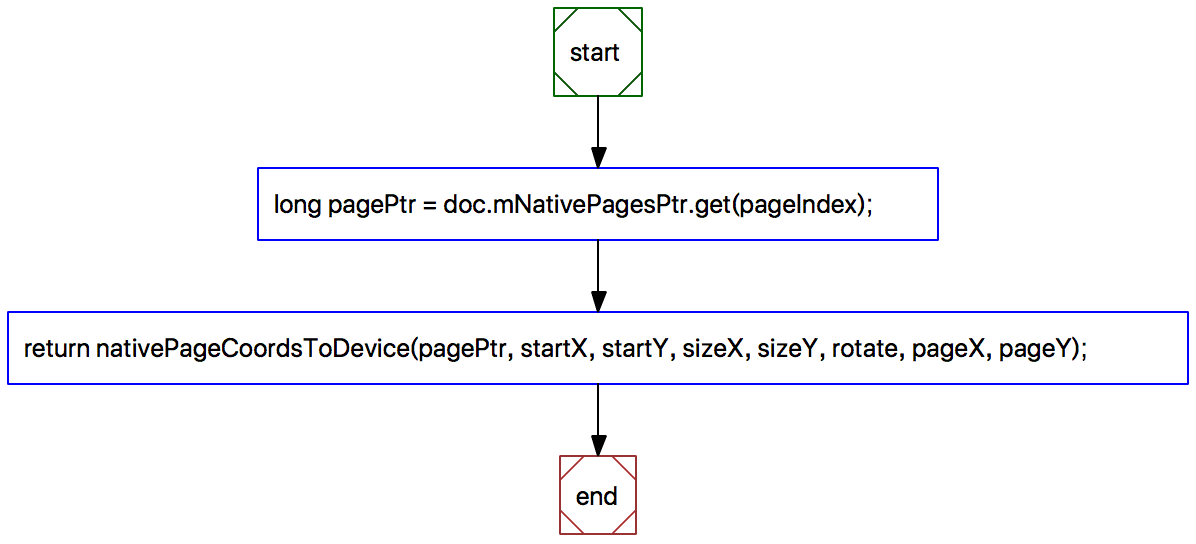 start
long pagePtr = doc.mNativePagesPtr.get(pageIndex);
return nativePageCoordsToDevice(pagePtr, startX, startY, sizeX, sizeY, rotate, pageX, pageY);
end